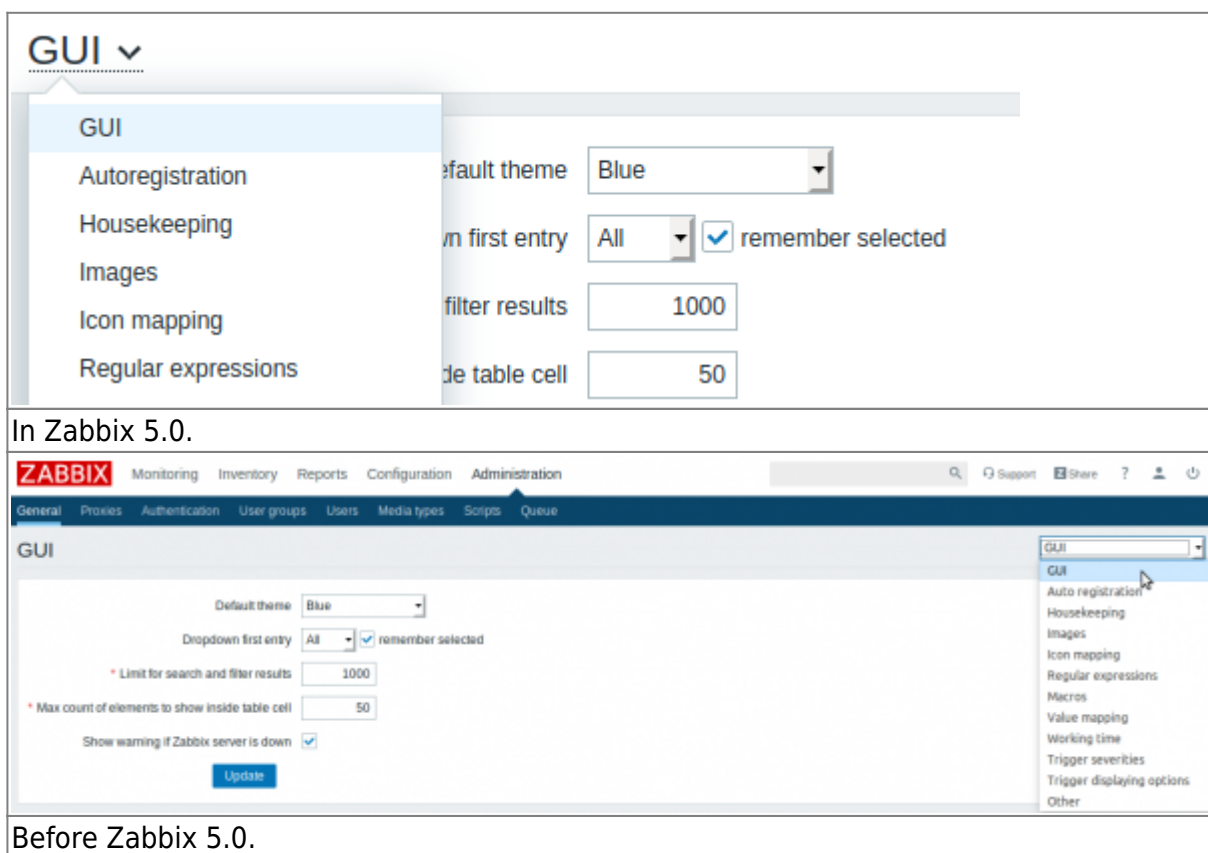 GUI
GUI
Autoregistration
Housekeeping
Images
Icon mapping
Regular expressions
efault theme Blue
n first entry All remember selected
filter results 1000
de table cell 50
In Zabbix 5.0.
ZABBIX Monitoring Inventory Reports Configuration Administration Support Z Share ?
General Proxies Authentication User groups Users Media types Scripts Queue
GUI GUI
GUI
Auto registration
Housekeeping
Images
Icon mapping
Regular expressions
Macros
Value mapping
Working time
Trigger severities
Trigger displaying options
Other
Default theme Blue
Dropdown first entry All remember selected
* Limit for search and filter results 1000
* Max count of elements to show inside table cell 50
Show warning if Zabbix server is down
Update
Before Zabbix 5.0.